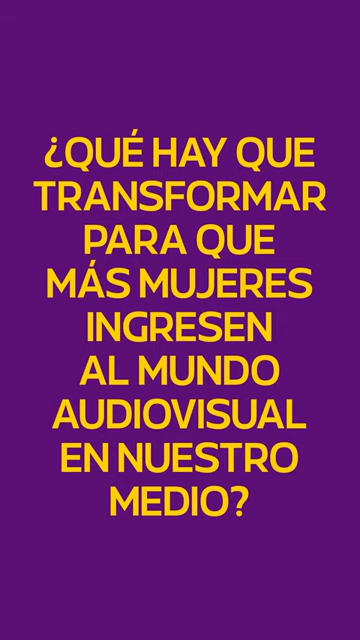 ¿QUÉ HAY QUE
TRANSFORMAR
PARA QUE
MÁS MUJERES
INGRESEN
AL MUNDO
AUDIOVISUAL
EN NUESTRO
MEDIO?